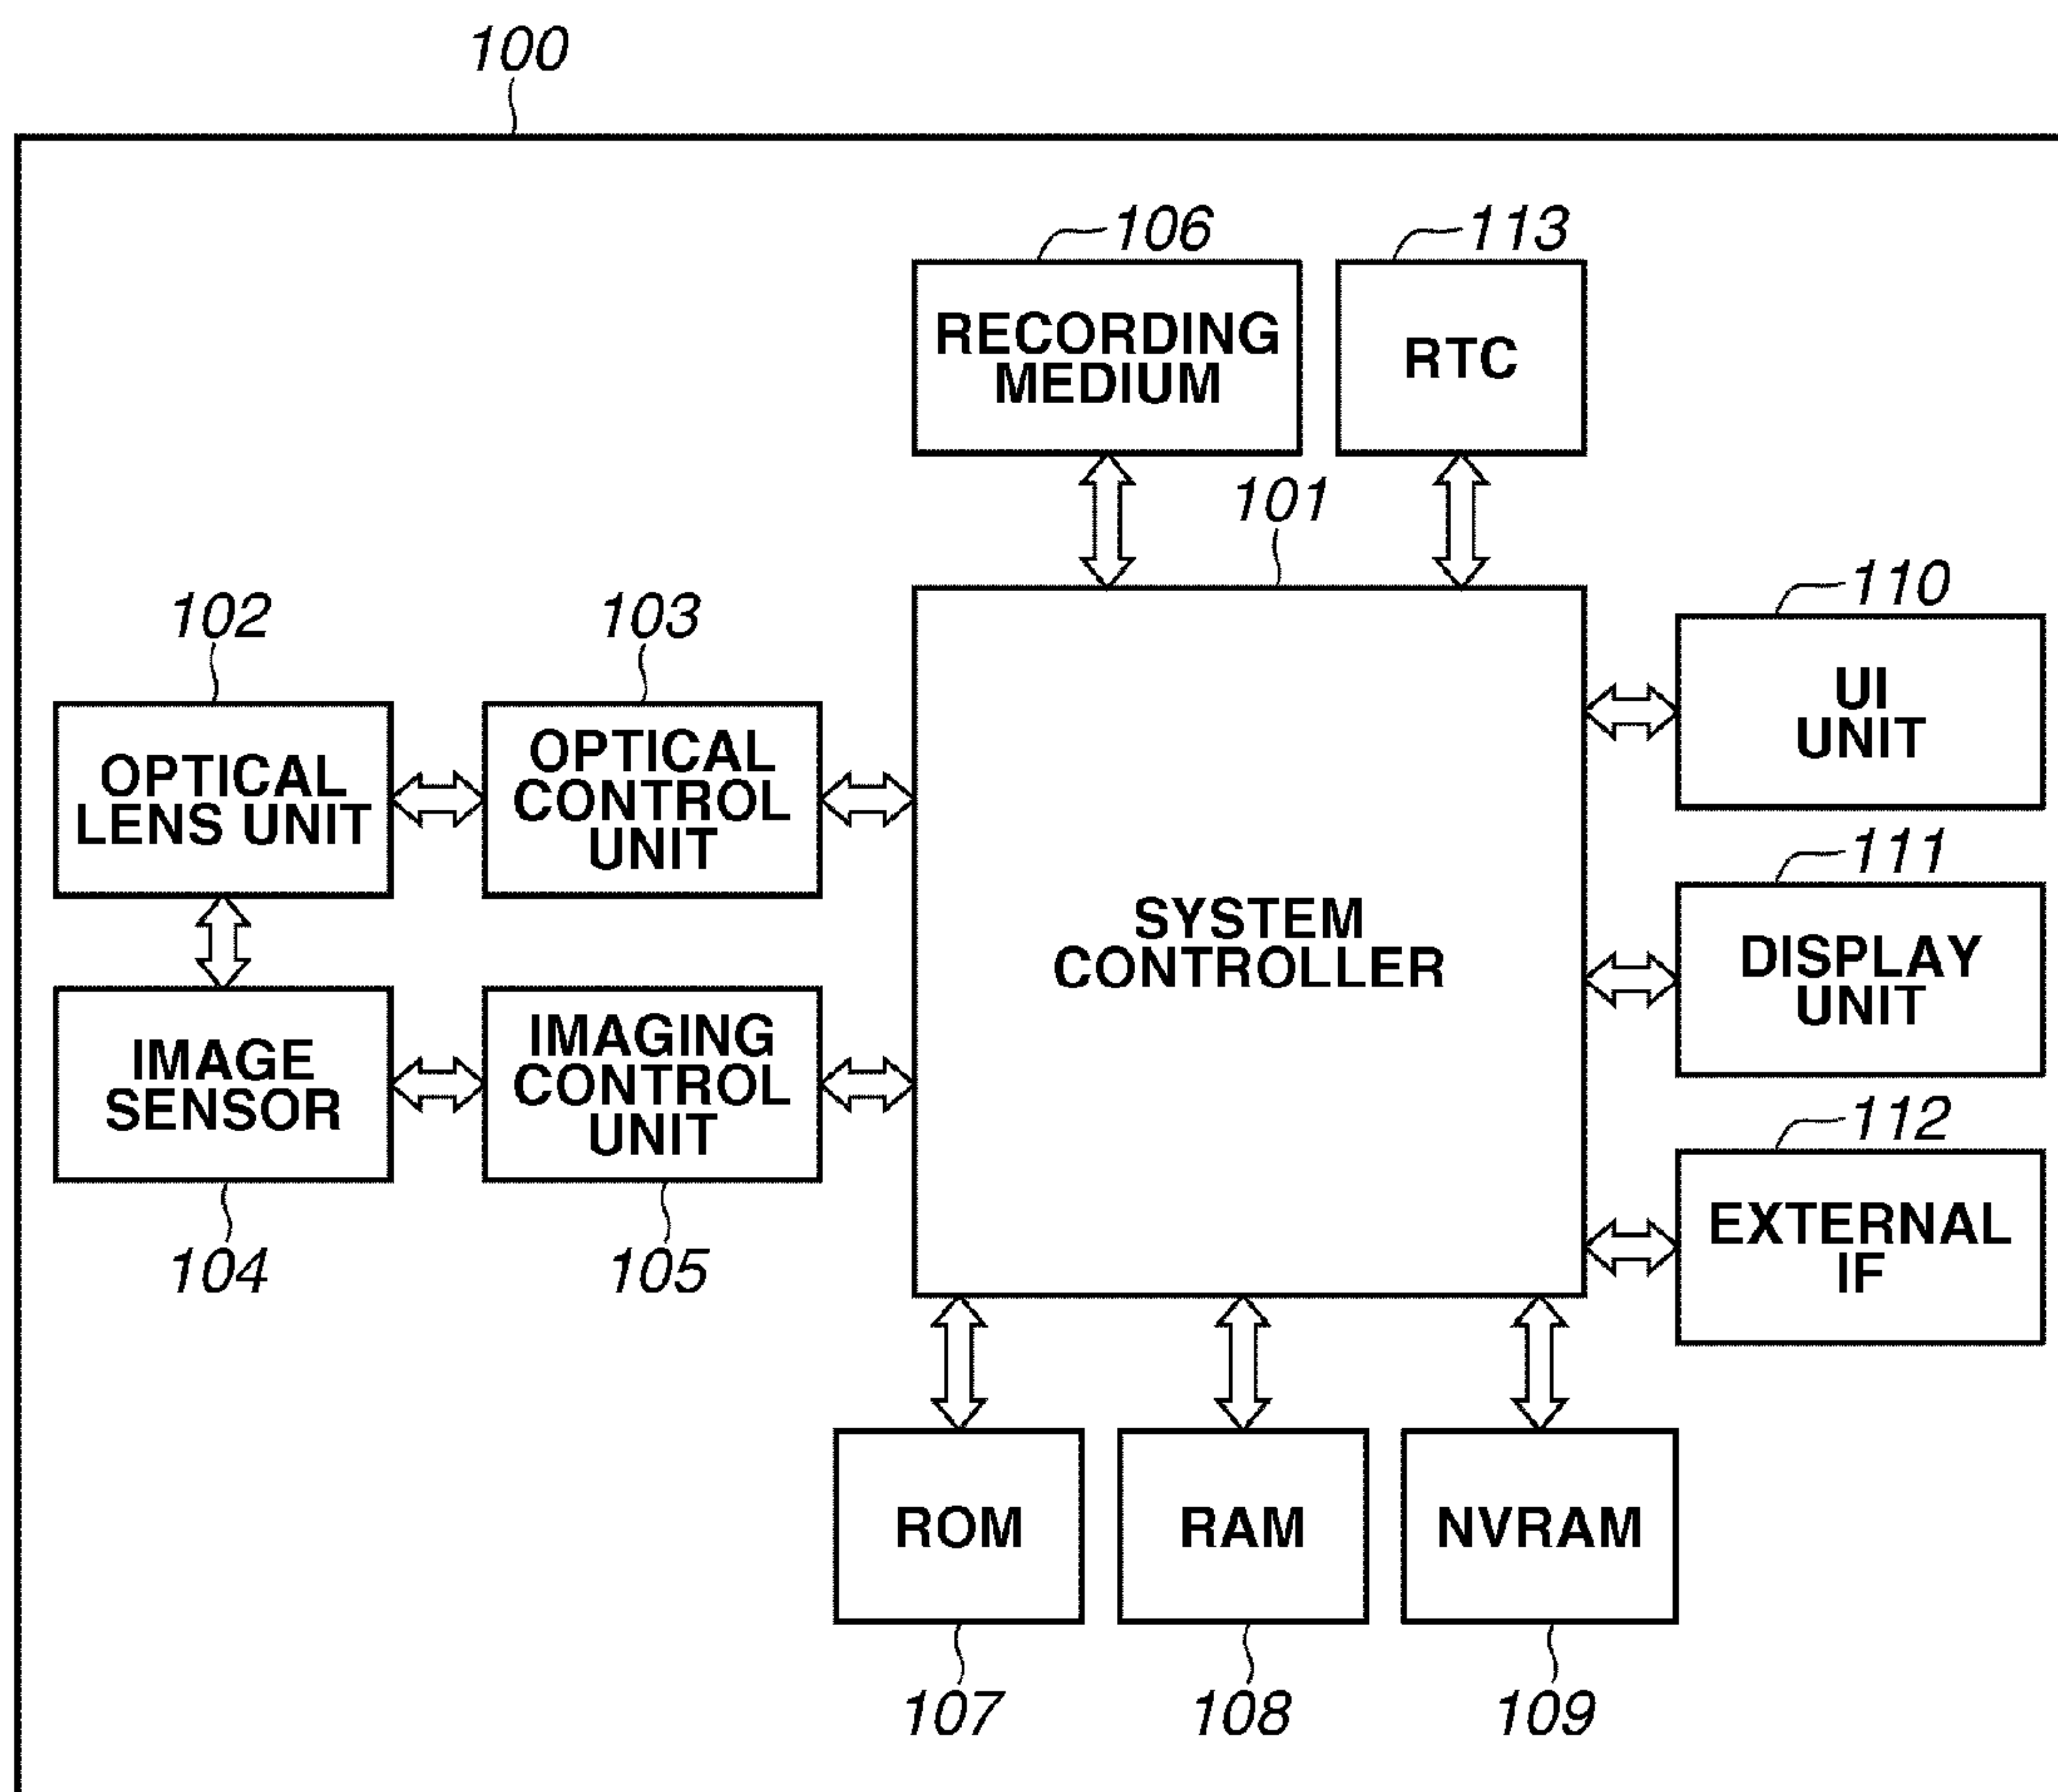 100
106
113
RECORDING
MEDIUM
RTC
101
102
103
110
OPTICAL
LENS UNIT
OPTICAL
CONTROL
UNIT
UI
UNIT
111
SYSTEM
CONTROLLER
DISPLAY
UNIT
IMAGE
SENSOR
IMAGING
CONTROL
UNIT
112
104
105
EXTERNAL
IF
ROM
RAM
NVRAM
107
108
109